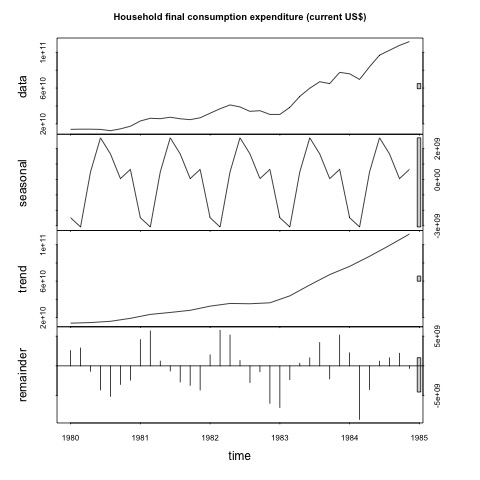 Household final consumption expenditure (current US$)
data
2e+10 6e+10 1e+11
seasonal
-3e+09 0e+00 2e+09
trend
2e+10 6e+10 1e+11
remainder
-5e+09 5e+09
1980 1981 1982 1983 1984 1985
time